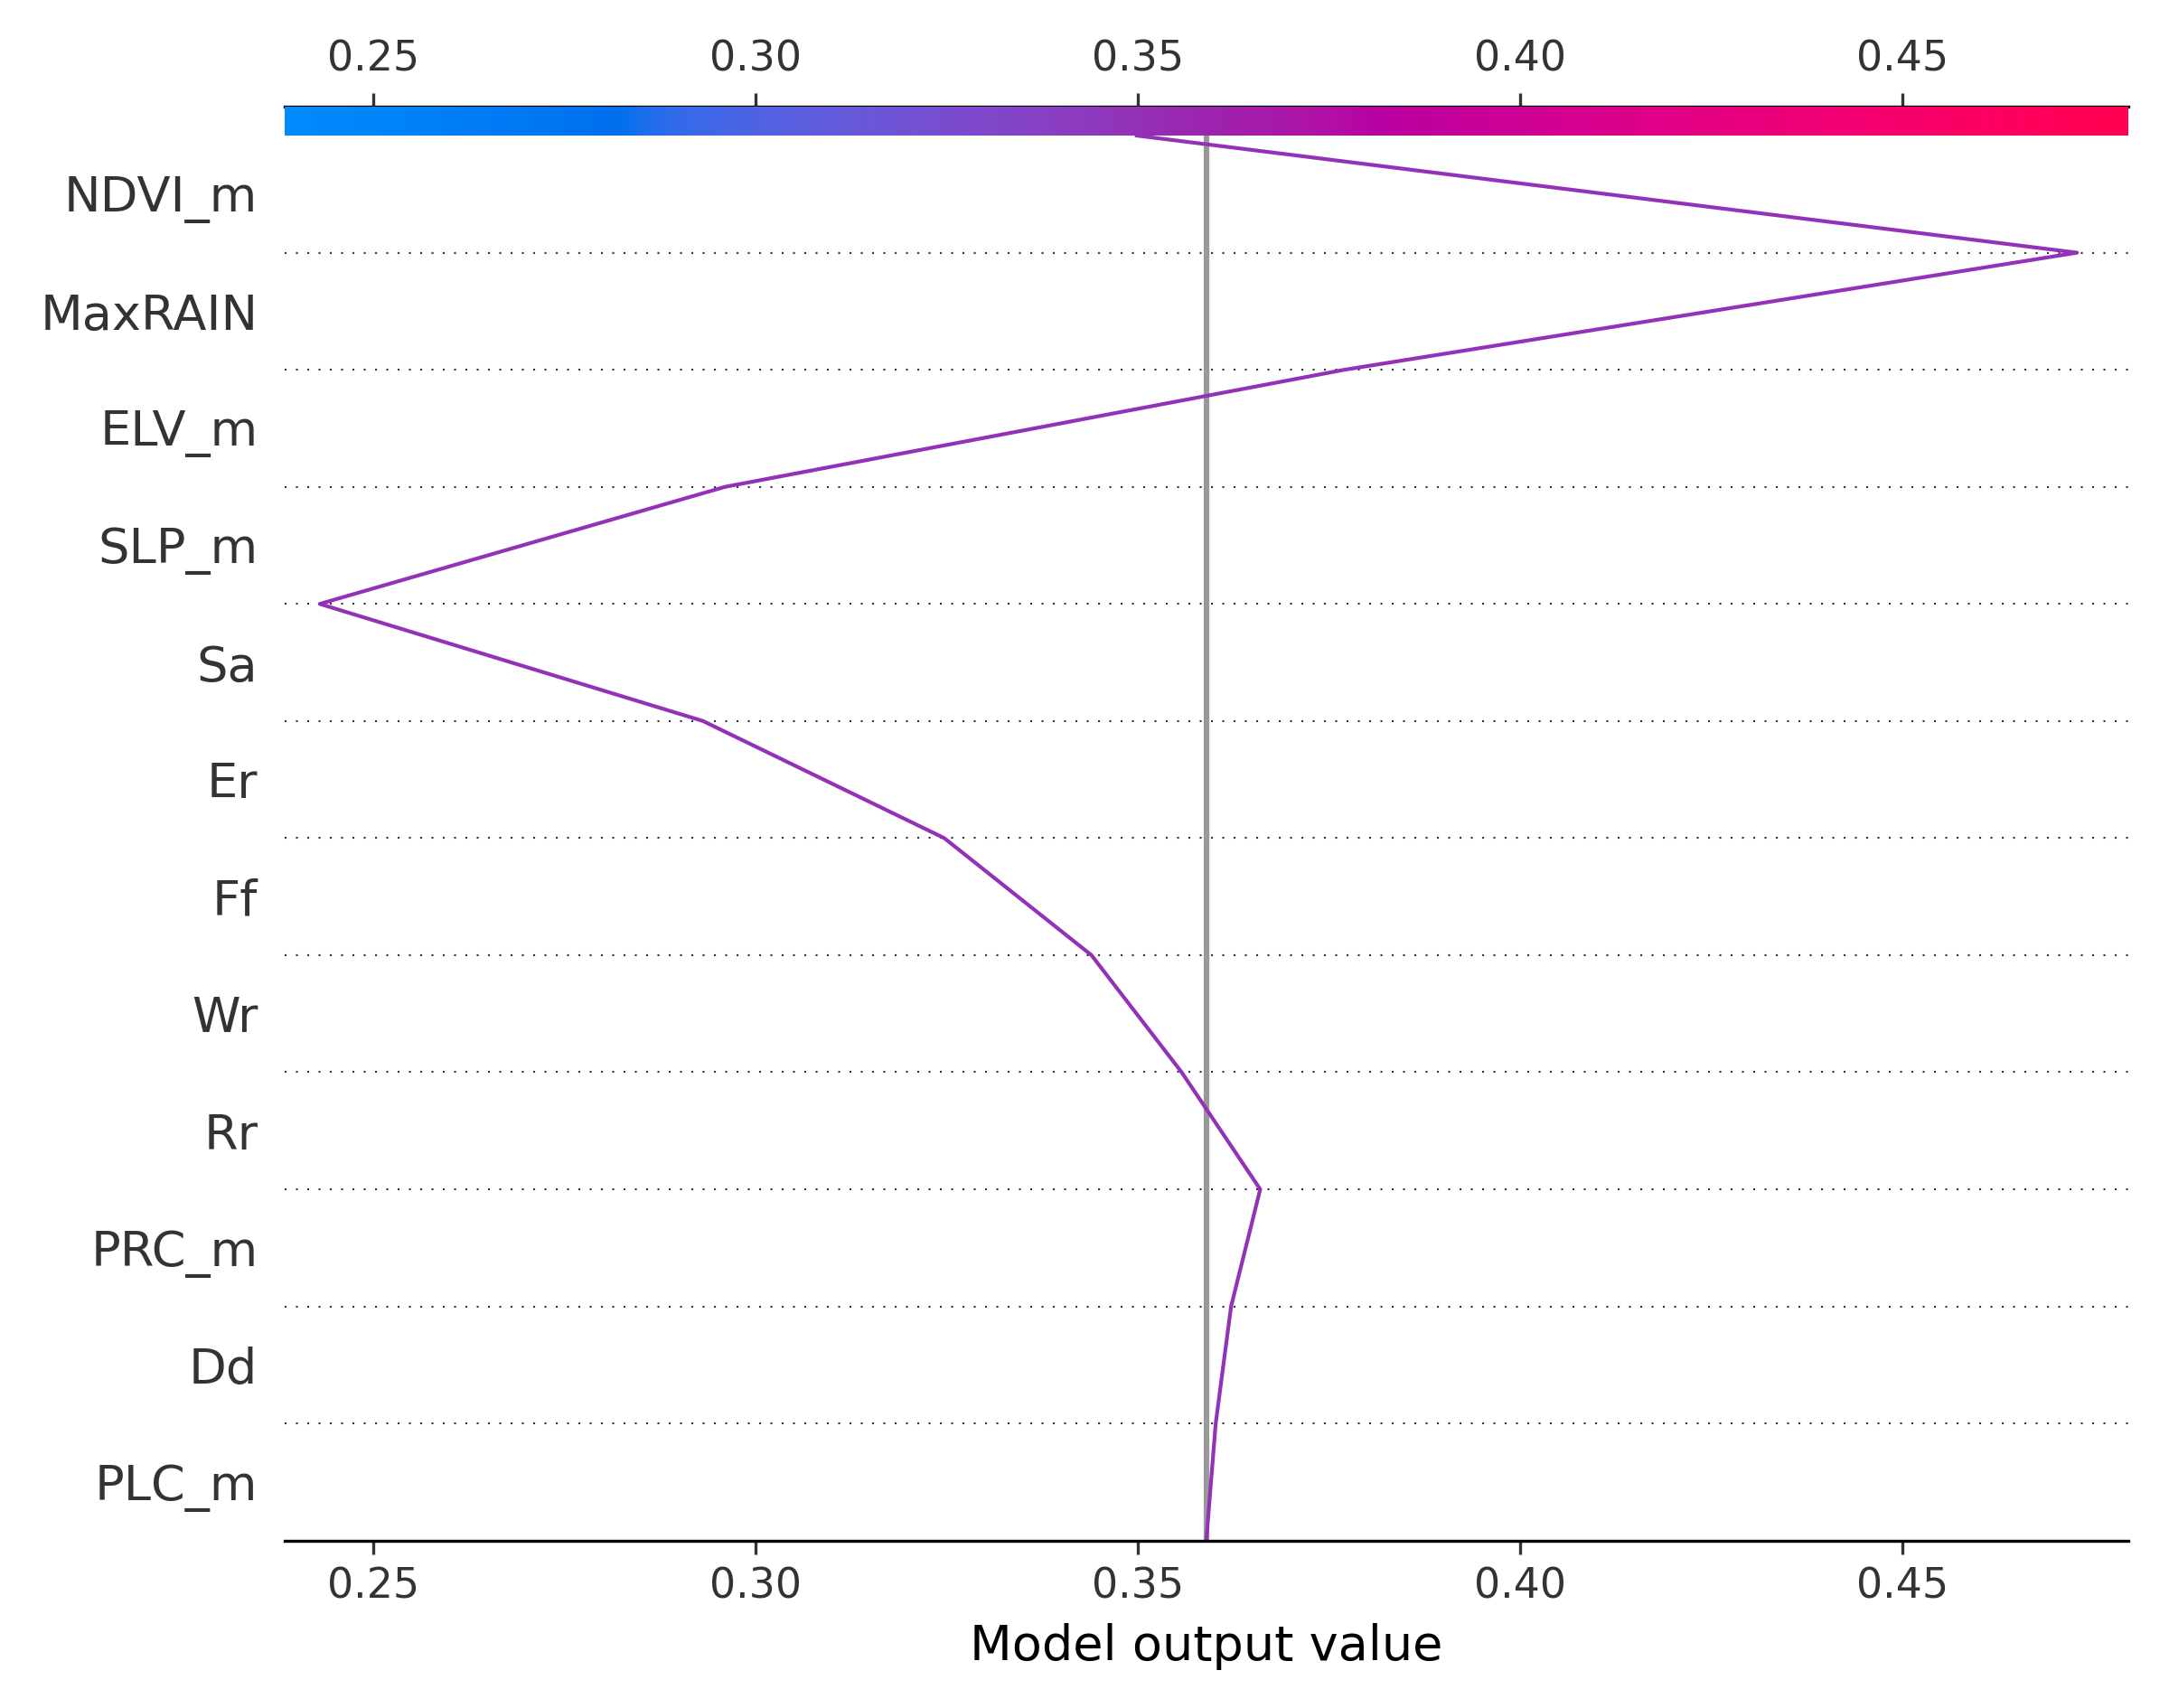 0.25 0.30 0.35 0.40 0.45
NDVI_m
MaxRAIN
ELV_m
SLP_m
Sa
Er
Ff
Wr
Rr
PRC_m
Dd
PLC_m
0.25 0.30 0.35 0.40 0.45
Model output value